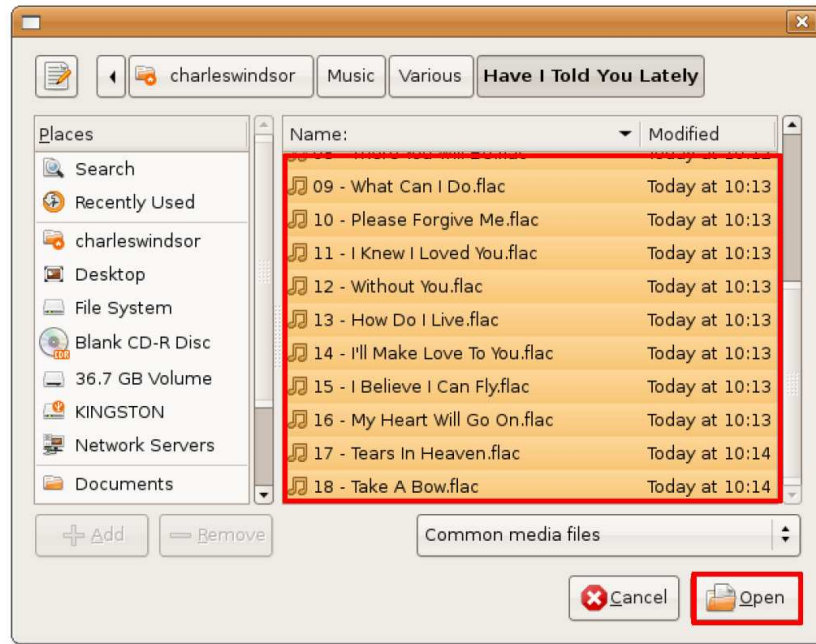 charleswindsor Music Various Have I Told You Lately
Places
Search
Recently Used
charleswindsor
Desktop
File System
Blank CD-R Disc
36.7 GB Volume
KINGSTON
Network Servers
Documents
Add Remove
Name: Modified
09 - What Can I Do.flac Today at 10:13
10 - Please Forgive Me.flac Today at 10:13
11 - I Knew I Loved You.flac Today at 10:13
12 - Without You.flac Today at 10:13
13 - How Do I Live.flac Today at 10:13
14 - I'll Make Love To You.flac Today at 10:13
15 - I Believe I Can Fly.flac Today at 10:13
16 - My Heart Will Go On.flac Today at 10:13
17 - Tears In Heaven.flac Today at 10:14
18 - Take A Bow.flac Today at 10:14
Common media files
Cancel Open